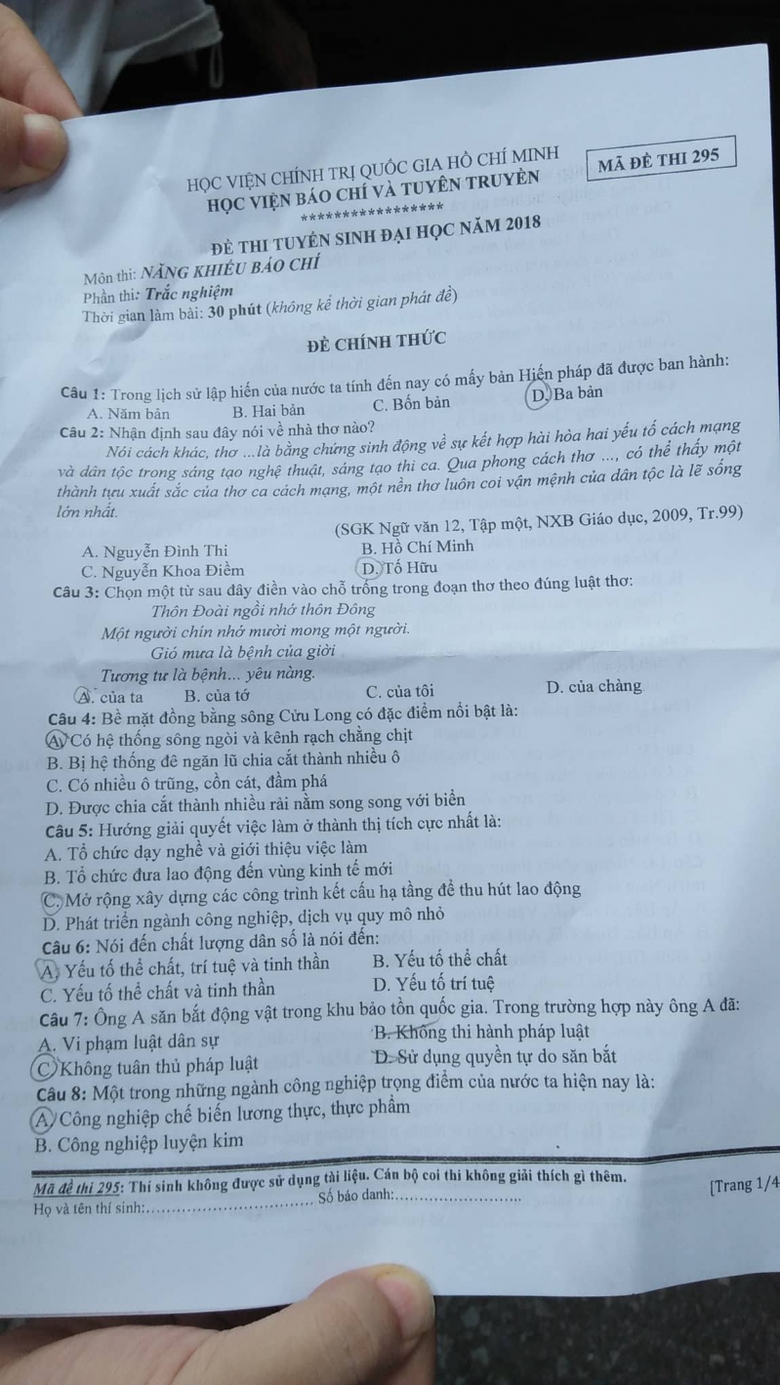 HỌC VIỆN CHÍNH TRỊ QUỐC GIA HỒ CHÍ MINH
HỌC VIỆN BÁO CHÍ VÀ TUYÊN TRUYỀN
MÃ ĐỀ THI 295
*****************
ĐỀ THI TUYỂN SINH ĐẠI HỌC NĂM 2018
Môn thi: NĂNG KHIẾU BÁO CHÍ
Phần thi: Trắc nghiệm
Thời gian làm bài: 30 phút (không kể thời gian phát đề)
ĐỀ CHÍNH THỨC
Câu 1: Trong lịch sử lập hiến của nước ta tính đến nay có mấy bản Hiến pháp đã được ban hành:
A. Năm bản B. Hai bản C. Bốn bản D. Ba bản
Câu 2: Nhận định sau đây nói về nhà thơ nào?
Nói cách khác, thơ ...là bằng chứng sinh động về sự kết hợp hài hòa hai yếu tố cách mạng
và dân tộc trong sáng tạo nghệ thuật, sáng tạo thi ca. Qua phong cách thơ ..., có thể thấy một
thành tựu xuất sắc của thơ ca cách mạng, một nền thơ luôn coi vận mệnh của dân tộc là lẽ sống
lớn nhất.
(SGK Ngữ văn 12, Tập một, NXB Giáo dục, 2009, Tr.99)
A. Nguyễn Đình Thi B. Hồ Chí Minh
C. Nguyễn Khoa Điềm D. Tố Hữu
Câu 3: Chọn một từ sau đây điền vào chỗ trống trong đoạn thơ theo đúng luật thơ:
Thôn Đoài ngồi nhớ thôn Đông
Một người chín nhớ mười mong một người.
Gió mưa là bệnh của giời
Tương tư là bệnh... yêu nàng.
A. của ta B. của tớ C. của tôi D. của chàng
Câu 4: Bề mặt đồng bằng sông Cửu Long có đặc điểm nổi bật là:
A. Có hệ thống sông ngòi và kênh rạch chằng chịt
B. Bị hệ thống đê ngăn lũ chia cắt thành nhiều ô
C. Có nhiều ô trũng, cồn cát, đầm phá
D. Được chia cắt thành nhiều rải nằm song song với biển
Câu 5: Hướng giải quyết việc làm ở thành thị tích cực nhất là:
A. Tổ chức dạy nghề và giới thiệu việc làm
B. Tổ chức đưa lao động đến vùng kinh tế mới
C. Mở rộng xây dựng các công trình kết cấu hạ tầng để thu hút lao động
D. Phát triển ngành công nghiệp, dịch vụ quy mô nhỏ
Câu 6: Nói đến chất lượng dân số là nói đến:
A. Yếu tố thể chất, trí tuệ và tinh thần B. Yếu tố thể chất
C. Yếu tố thể chất và tinh thần D. Yếu tố trí tuệ
Câu 7: Ông A săn bắt động vật trong khu bảo tồn quốc gia. Trong trường hợp này ông A đã:
A. Vi phạm luật dân sự B. Không thi hành pháp luật
C. Không tuân thủ pháp luật D. Sử dụng quyền tự do săn bắt
Câu 8: Một trong những ngành công nghiệp trọng điểm của nước ta hiện nay là:
A. Công nghiệp chế biến lương thực, thực phẩm
B. Công nghiệp luyện kim
Mã đề thi 295: Thí sinh không được sử dụng tài liệu. Cán bộ coi thi không giải thích gì thêm.
Họ và tên thí sinh:.................................... Số báo danh:........................... [Trang 1/4